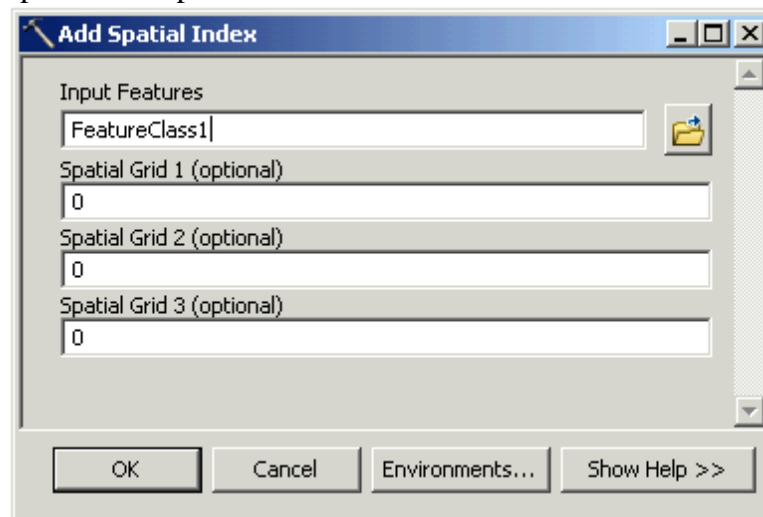 Add Spatial Index
Input Features
FeatureClass1
Spatial Grid 1 (optional)
0
Spatial Grid 2 (optional)
0
Spatial Grid 3 (optional)
0
OK Cancel Environments... Show Help >>